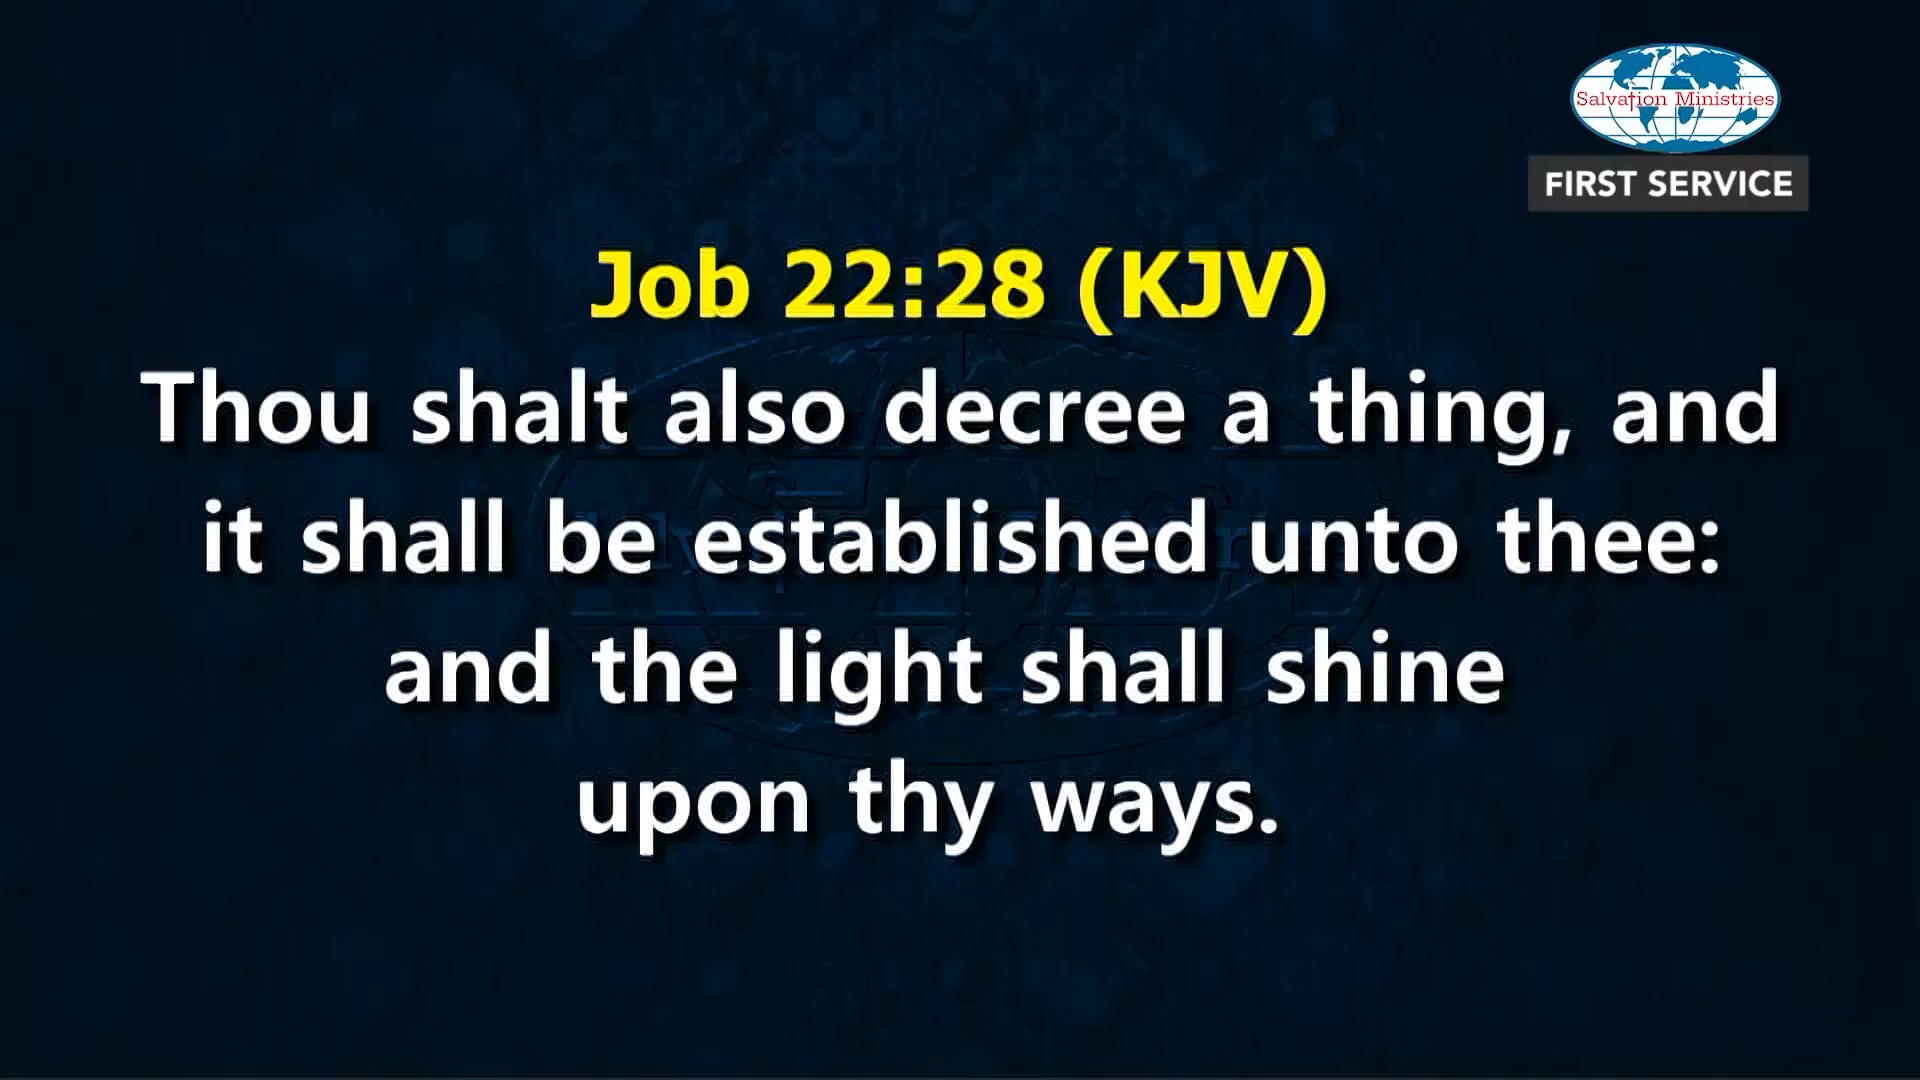 Salvation Ministries
FIRST SERVICE
Job 22:28 (KJV)
Thou shalt also decree a thing, and
it shall be established unto thee:
and the light shall shine
upon thy ways.